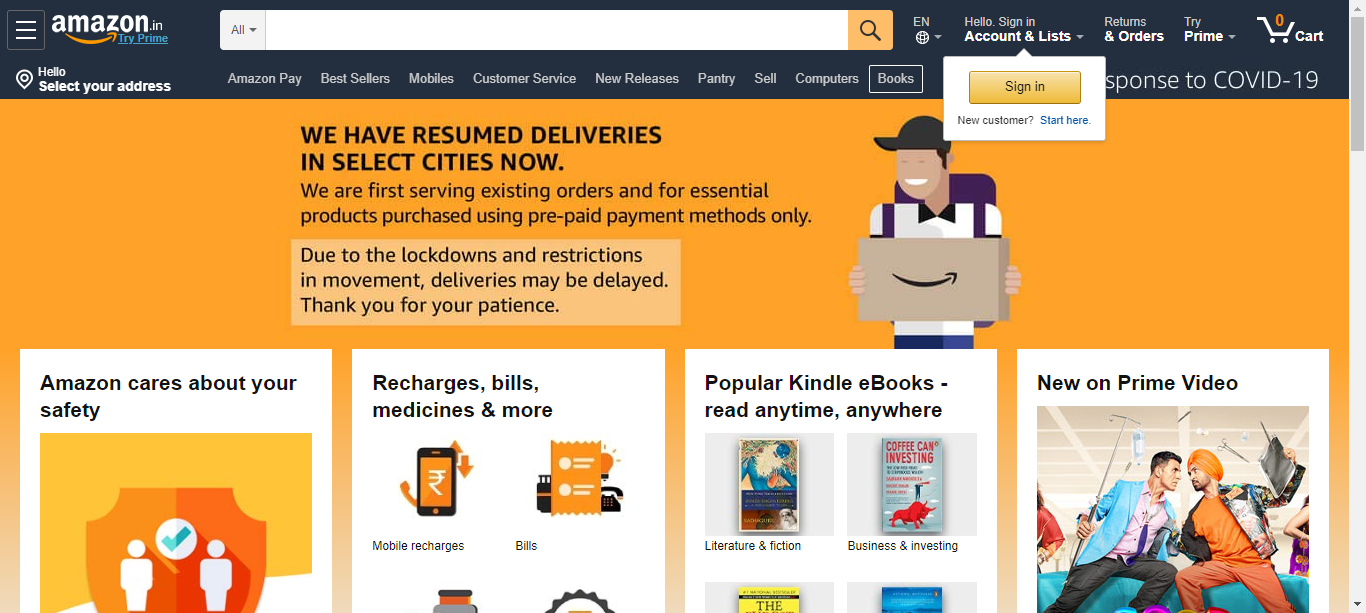 amazon.in
Try Prime
All
EN
Hello. Sign in
Account & Lists
Returns
& Orders
Try
Prime
0
Cart
Hello
Select your address
Amazon Pay
Best Sellers
Mobiles
Customer Service
New Releases
Pantry
Sell
Computers
Books
sponse to COVID-19
Sign in
New customer? Start here.
WE HAVE RESUMED DELIVERIES
IN SELECT CITIES NOW.
We are first serving existing orders and for essential
products purchased using pre-paid payment methods only.
Due to the lockdowns and restrictions
in movement, deliveries may be delayed.
Thank you for your patience.
Amazon cares about your
safety
Recharges, bills,
medicines & more
₹
Mobile recharges
Bills
Popular Kindle eBooks -
read anytime, anywhere
COFFEE CAN
INVESTING
Literature & fiction
Business & investing
THE
New on Prime Video